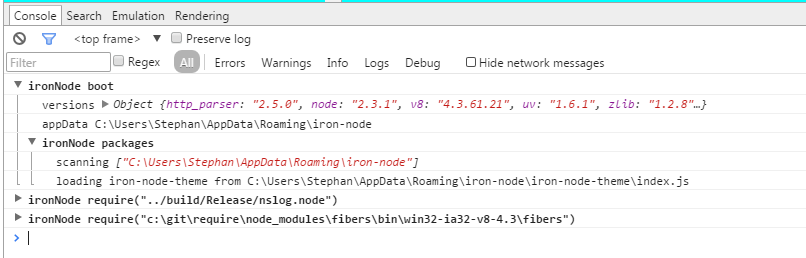 Console Search Emulation Rendering
<top frame> ▼ Preserve log
Filter Regex All Errors Warnings Info Logs Debug Hide network messages
▼ ironNode boot
versions ▶ Object {http_parser: "2.5.0", node: "2.3.1", v8: "4.3.61.21", uv: "1.6.1", zlib: "1.2.8"…}
appData C:\Users\Stephan\AppData\Roaming\iron-node
▼ ironNode packages
scanning ["C:\Users\Stephan\AppData\Roaming\iron-node"]
loading iron-node-theme from C:\Users\Stephan\AppData\Roaming\iron-node\iron-node-theme\index.js
▶ ironNode require("../build/Release/nslog.node")
▶ ironNode require("c:\git\require\node_modules\fibers\bin\win32-ia32-v8-4.3\fibers")
>